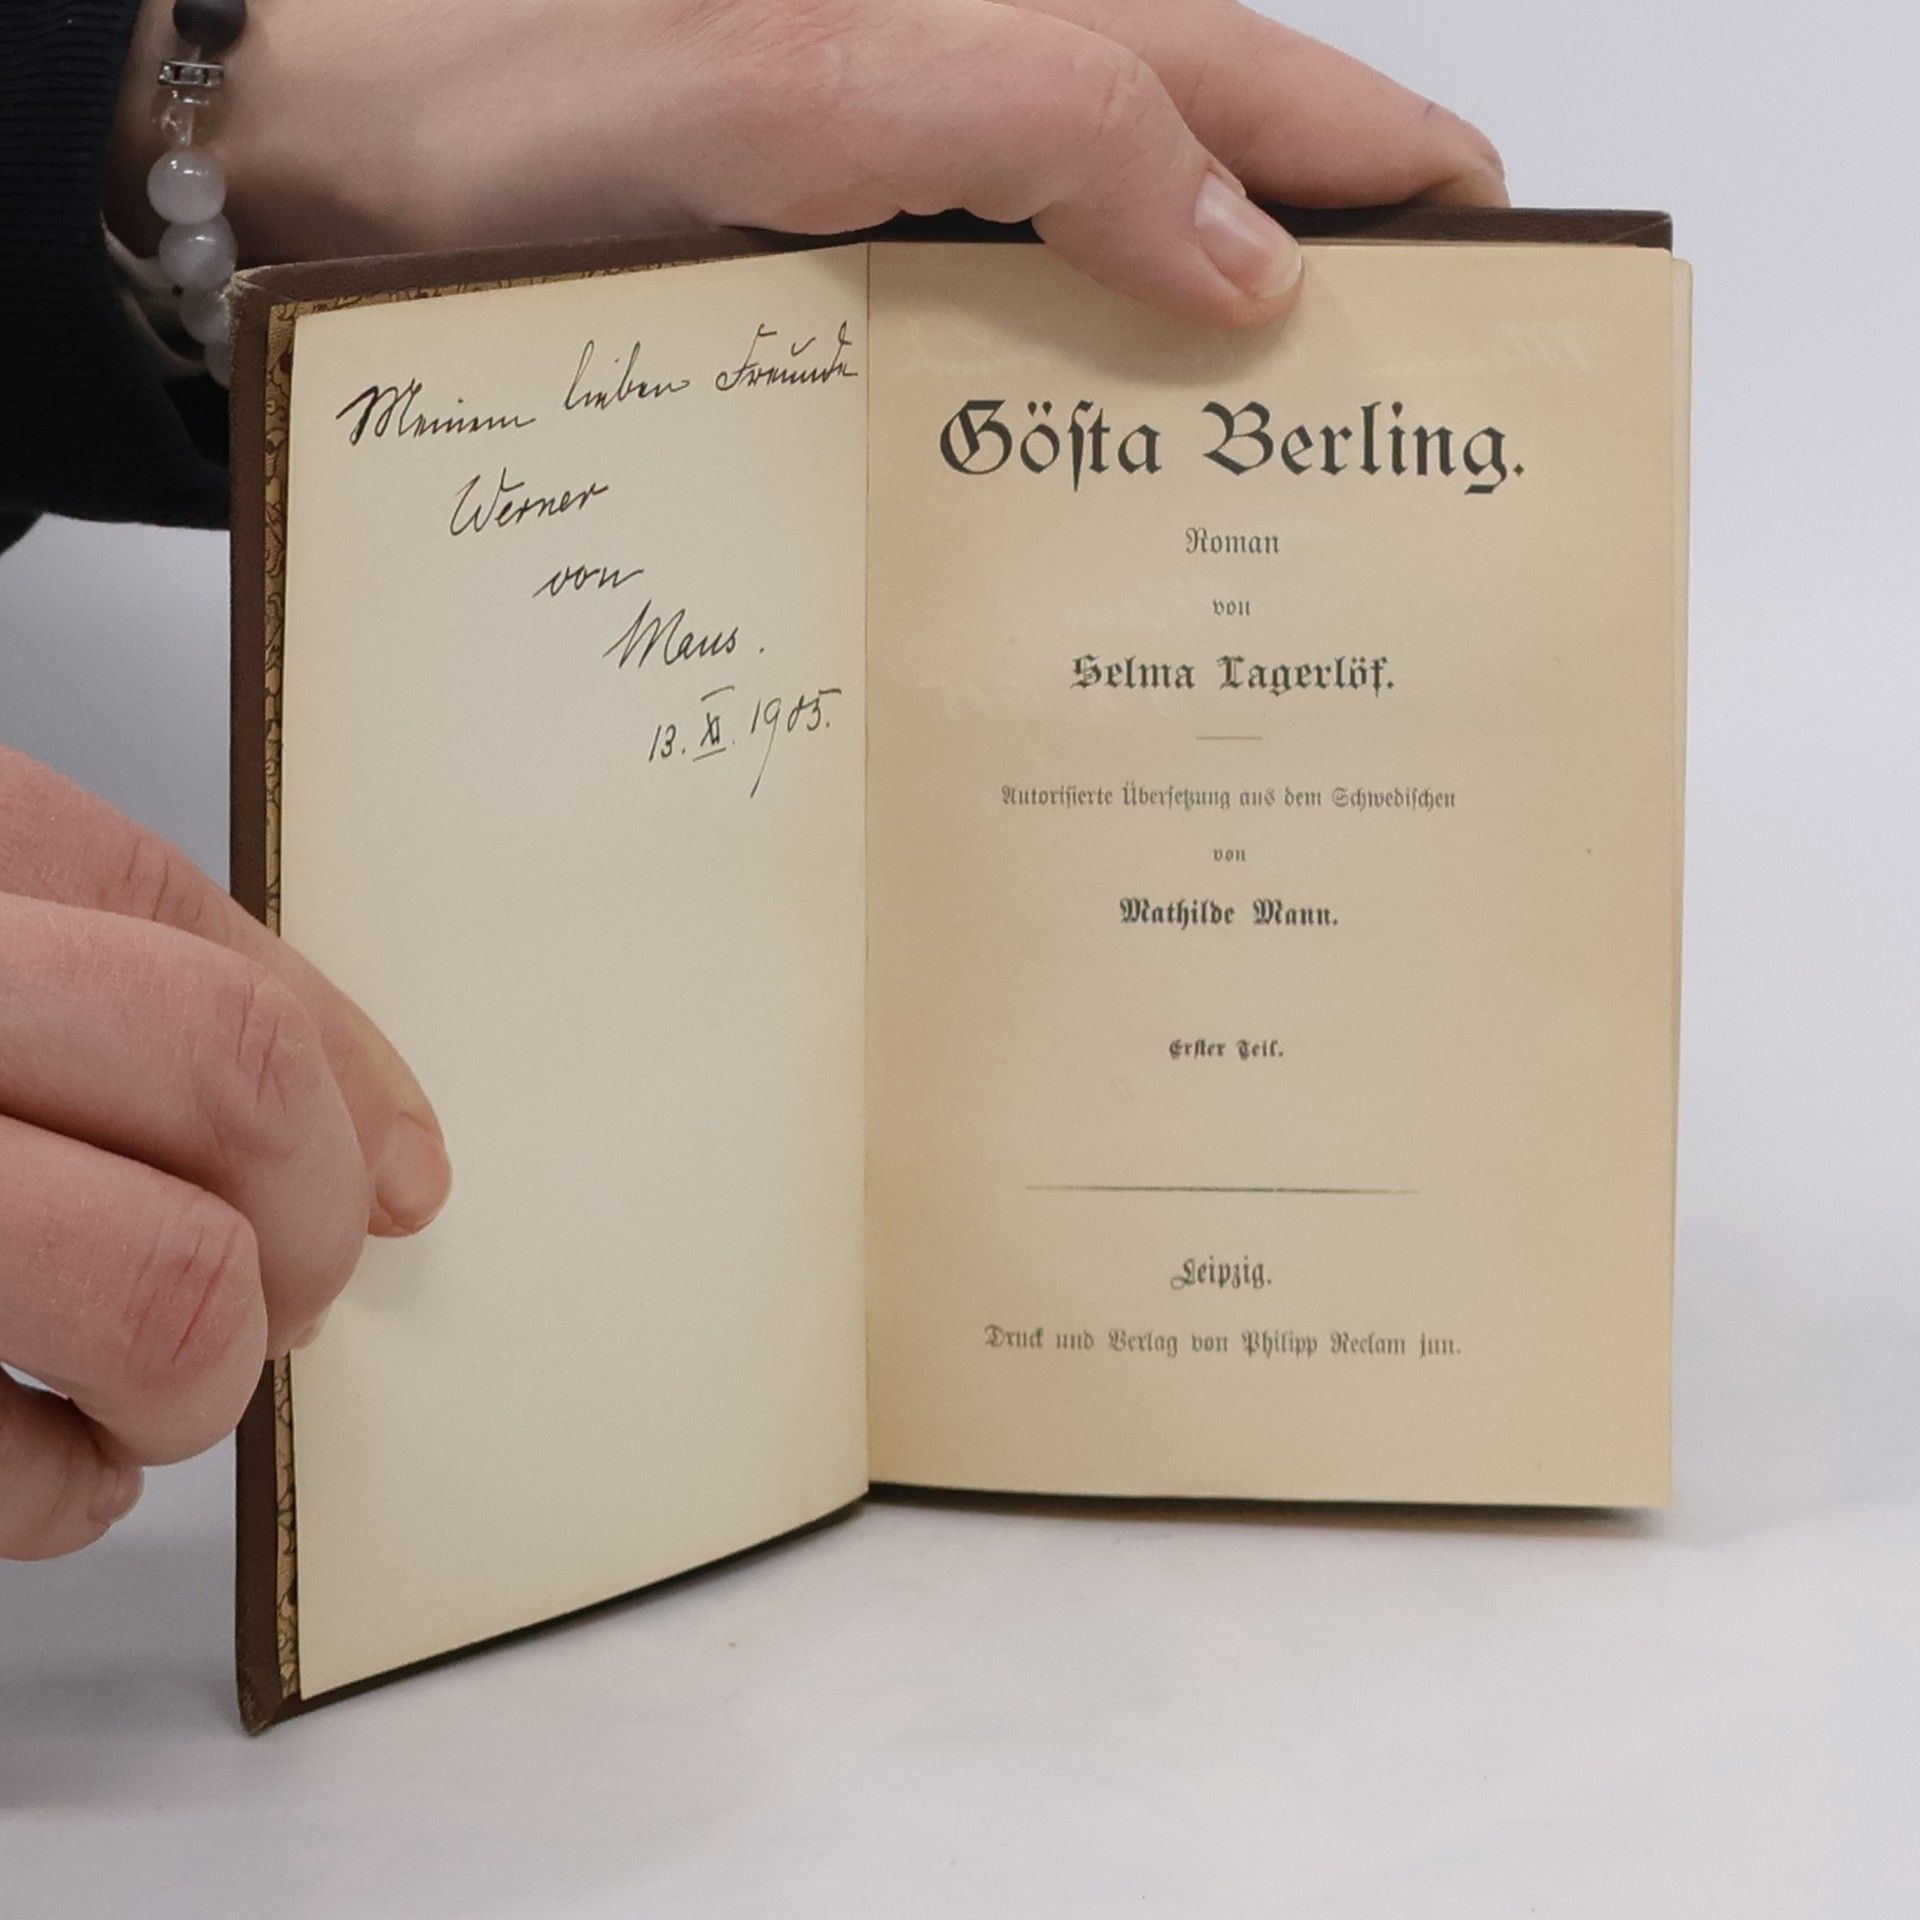 Meinem lieben Freunde
Werner
von
Maus.
13. XI. 1905.
Göſta Berling.
Roman
von
Selma Lagerlöf.
Autoriſierte Überſetzung aus dem Schwediſchen
von
Mathilde Mann.
Erſter Teil.
Leipzig.
Druck und Verlag von Philipp Reclam jun.